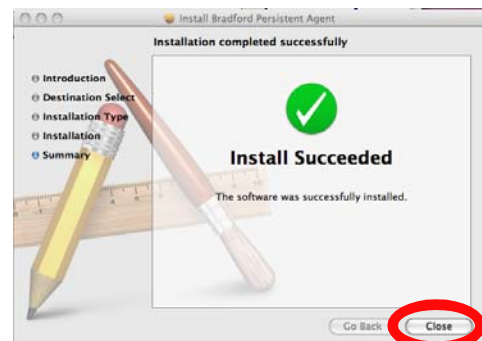 Install Bradford Persistent Agent
Installation completed successfully
Introduction
Destination Select
Installation Type
Installation
Summary
Install Succeeded
The software was successfully installed.
Go Back
Close